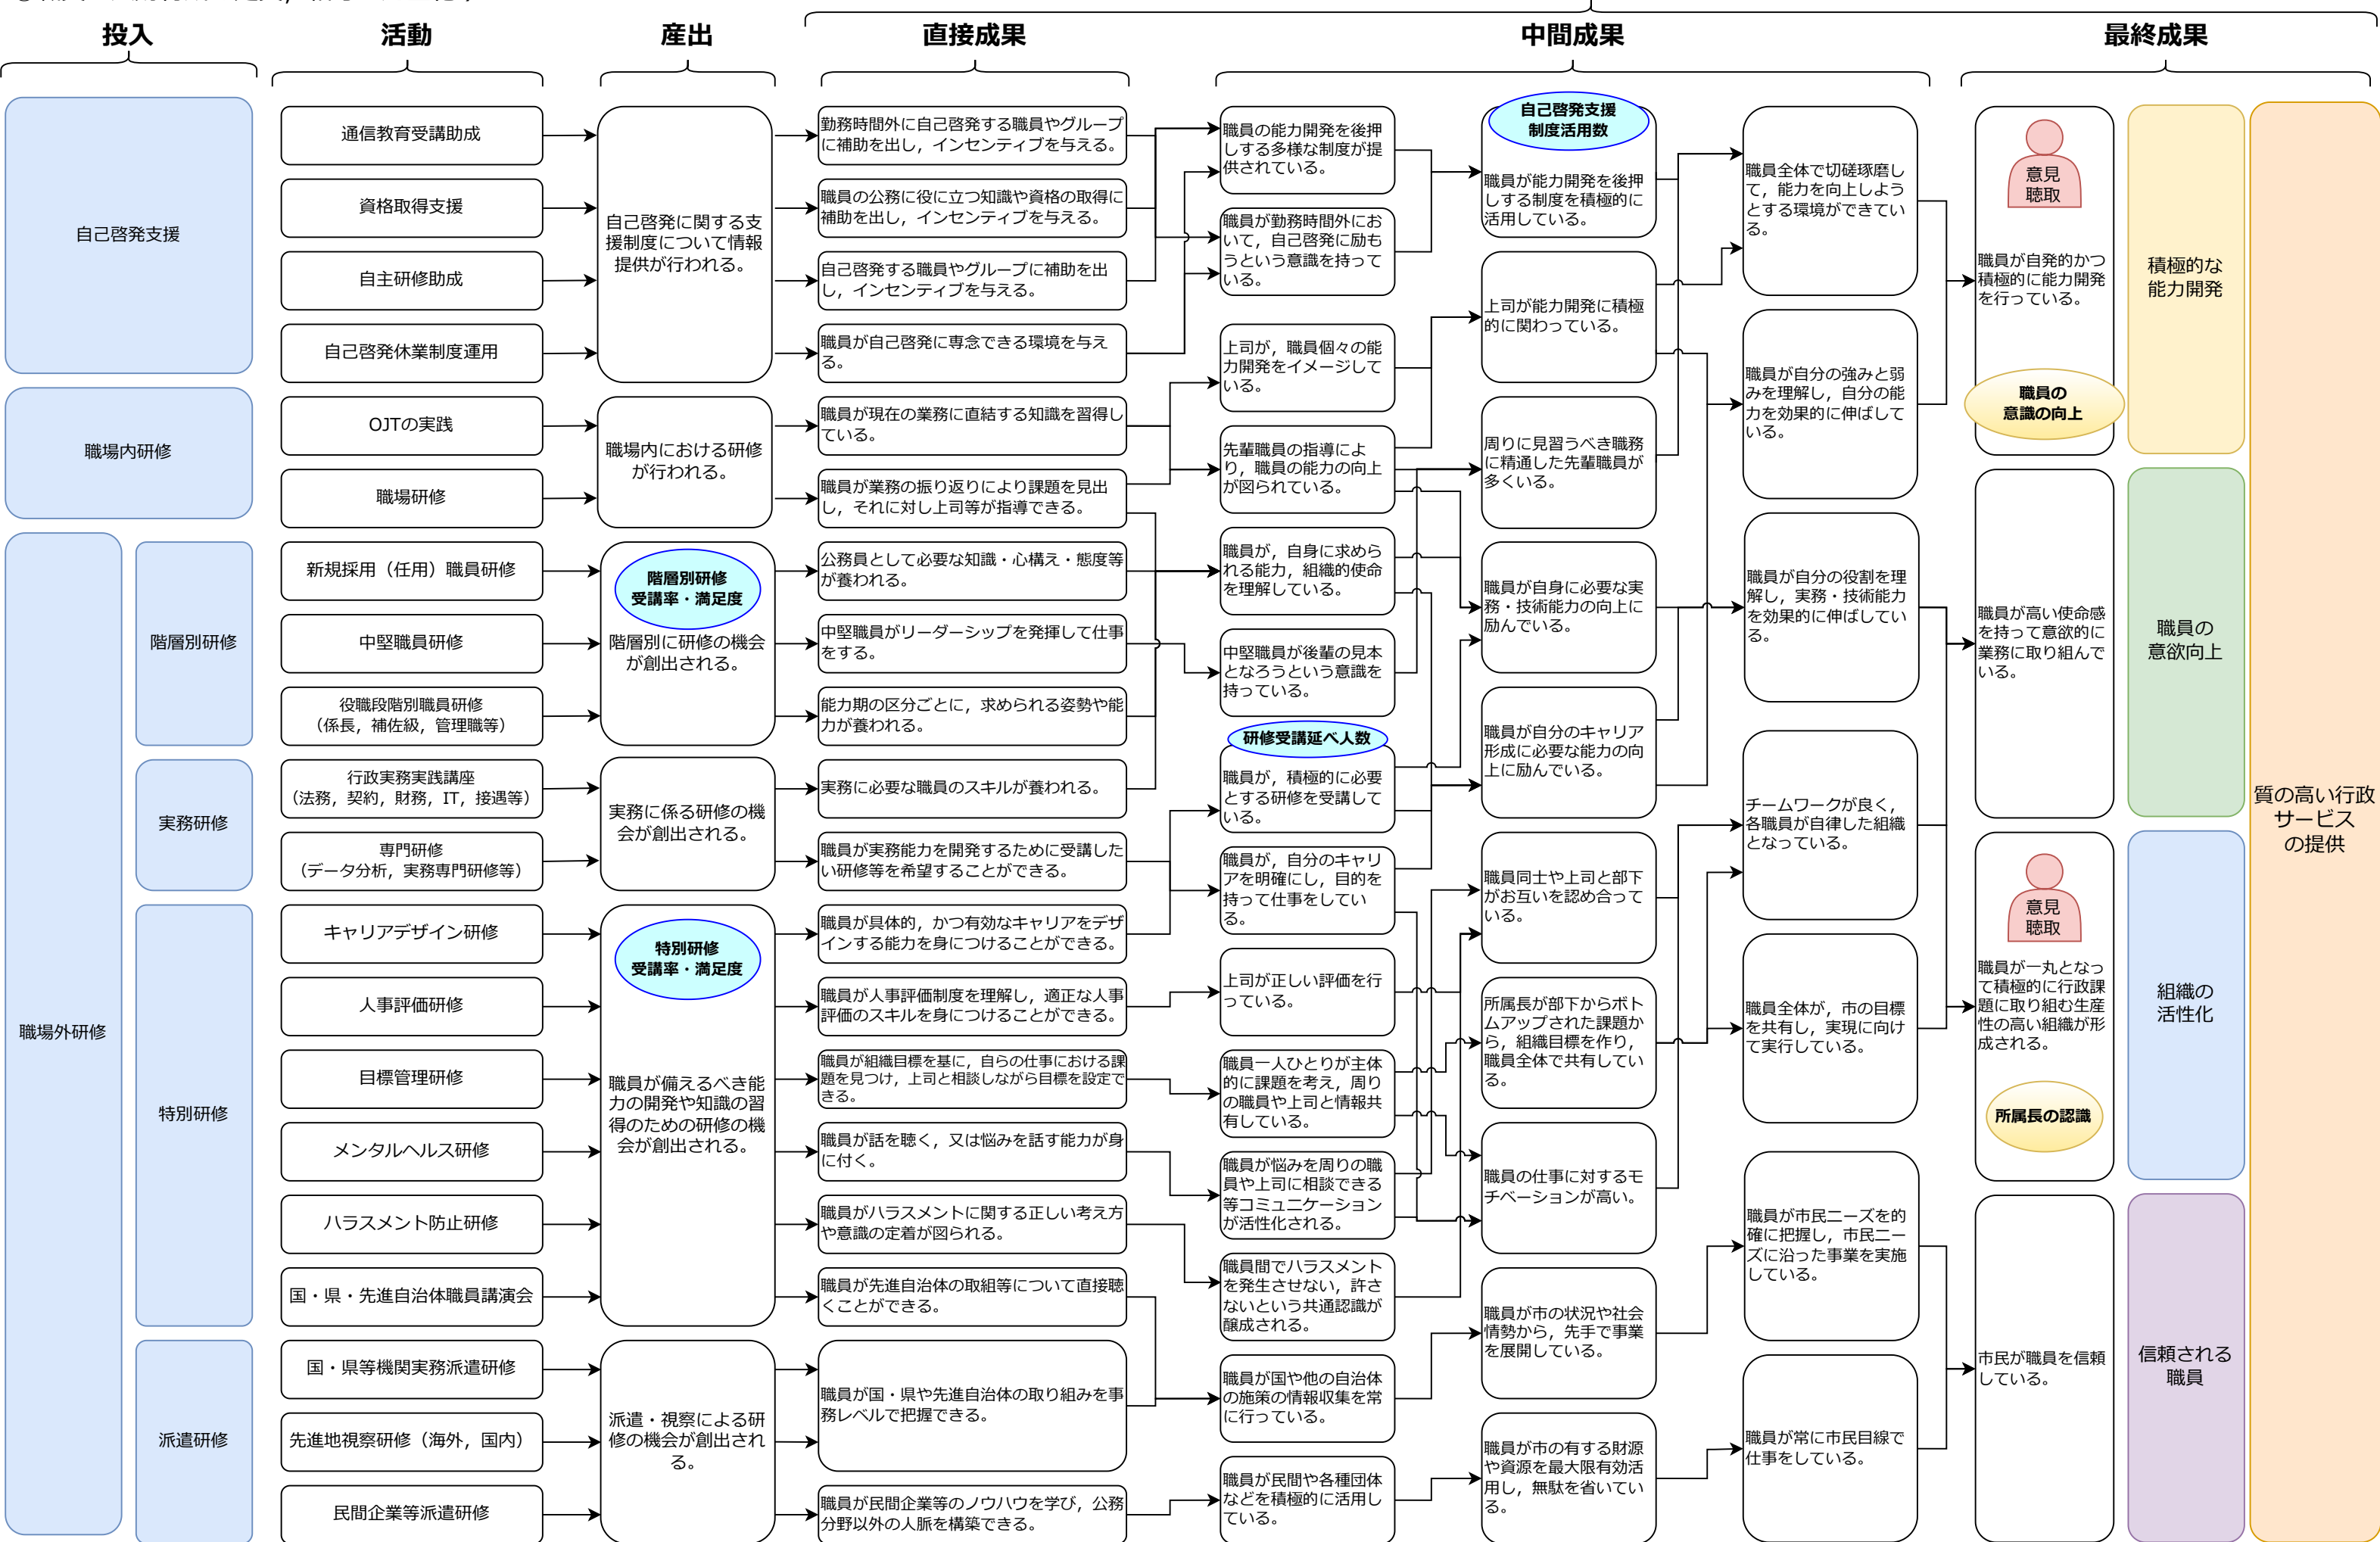 投入
活動
産出
直接成果
中間成果
最終成果
自己啓発支援
職場内研修
職場外研修
階層別研修
実務研修
特別研修
派遣研修
通信教育受講助成
資格取得支援
自主研修助成
自己啓発休業制度運用
OJTの実践
職場研修
新規採用（任用）職員研修
中堅職員研修
役職段階別職員研修
（係長，補佐級，管理職等）
行政実務実践講座
（法務，契約，財務，IT，接遇等）
専門研修
（データ分析，実務専門研修等）
キャリアデザイン研修
人事評価研修
目標管理研修
メンタルヘルス研修
ハラスメント防止研修
国・県・先進自治体職員講演会
国・県等機関実務派遣研修
先進地視察研修（海外，国内）
民間企業等派遣研修
自己啓発に関する支
援制度について情報
提供が行われる。
職場内における研修
が行われる。
階層別研修
受講率・満足度
階層別に研修の機会
が創出される。
実務に係る研修の機
会が創出される。
特別研修
受講率・満足度
職員が備えるべき能
力の開発や知識の習
得のための研修の機
会が創出される。
派遣・視察による研
修の機会が創出され
る。
勤務時間外に自己啓発する職員やグループ
に補助を出し，インセンティブを与える。
職員の公務に役に立つ知識や資格の取得に
補助を出し，インセンティブを与える。
自己啓発する職員やグループに補助を出
し，インセンティブを与える。
職員が自己啓発に専念できる環境を与え
る。
職員が現在の業務に直結する知識を習得し
ている。
職員が業務の振り返りにより課題を見出
し，それに対し上司等が指導できる。
公務員として必要な知識・心構え・態度等
が養われる。
中堅職員がリーダーシップを発揮して仕事
をする。
能力期の区分ごとに，求められる姿勢や能
力が養われる。
実務に必要な職員のスキルが養われる。
職員が実務能力を開発するために受講した
い研修等を希望することができる。
職員が具体的，かつ有効なキャリアをデザ
インする能力を身につけることができる。
職員が人事評価制度を理解し，適正な人事
評価のスキルを身につけることができる。
職員が組織目標を基に，自らの仕事における課
題を見つけ，上司と相談しながら目標を設定で
きる。
職員が話を聴く，又は悩みを話す能力が身
に付く。
職員がハラスメントに関する正しい考え方
や意識の定着が図られる。
職員が先進自治体の取組等について直接聴
くことができる。
職員が国・県や先進自治体の取り組みを事
務レベルで把握できる。
職員が民間企業等のノウハウを学び，公務
分野以外の人脈を構築できる。
職員の能力開発を後押
しする多様な制度が提
供されている。
職員が勤務時間外にお
いて，自己啓発に励も
うという意識を持って
いる。
上司が，職員個々の能
力開発をイメージして
いる。
先輩職員の指導によ
り，職員の能力の向上
が図られている。
職員が，自身に求めら
れる能力，組織的使命
を理解している。
中堅職員が後輩の見本
となろうという意識を
持っている。
研修受講延べ人数
職員が，積極的に必要
とする研修を受講して
いる。
職員が，自分のキャリ
アを明確にし，目的を
持って仕事をしてい
る。
上司が正しい評価を行
っている。
職員一人ひとりが主体
的に課題を考え，周り
の職員や上司と情報共
有している。
職員が悩みを周りの職
員や上司に相談できる
等コミュニケーション
が活性化される。
職員間でハラスメント
を発生させない，許さ
ないという共通認識が
醸成される。
職員が国や他の自治体
の施策の情報収集を常
に行っている。
職員が民間や各種団体
などを積極的に活用し
ている。
自己啓発支援
制度活用数
職員が能力開発を後押
しする制度を積極的に
活用している。
上司が能力開発に積極
的に関わっている。
周りに見習うべき職務
に精通した先輩職員が
多くいる。
職員が自身に必要な実
務・技術能力の向上に
励んでいる。
職員が自分のキャリア
形成に必要な能力の向
上に励んでいる。
職員同士や上司と部下
がお互いを認め合って
いる。
所属長が部下からボト
ムアップされた課題か
ら，組織目標を作り，
職員全体で共有してい
る。
職員の仕事に対するモ
チベーションが高い。
職員が市の状況や社会
情勢から，先手で事業
を展開している。
職員が市の有する財源
や資源を最大限有効活
用し，無駄を省いてい
る。
職員全体で切磋琢磨し
て，能力を向上しよう
とする環境ができてい
る。
職員が自分の強みと弱
みを理解し，自分の能
力を効果的に伸ばして
いる。
職員が自分の役割を理
解し，実務・技術能力
を効果的に伸ばしてい
る。
チームワークが良く，
各職員が自律した組織
となっている。
職員全体が，市の目標
を共有し，実現に向け
て実行している。
職員が市民ニーズを的
確に把握し，市民ニー
ズに沿った事業を実施
している。
職員が常に市民目線で
仕事をしている。
意見
聴取
職員が自発的かつ
積極的に能力開発
を行っている。
職員の
意識の向上
職員が高い使命感
を持って意欲的に
業務に取り組んで
いる。
意見
聴取
職員が一丸となっ
て積極的に行政課
題に取り組む生産
性の高い組織が形
成される。
所属長の認識
市民が職員を信頼
している。
積極的な
能力開発
職員の
意欲向上
組織の
活性化
信頼される
職員
質の高い行政
サービス
の提供